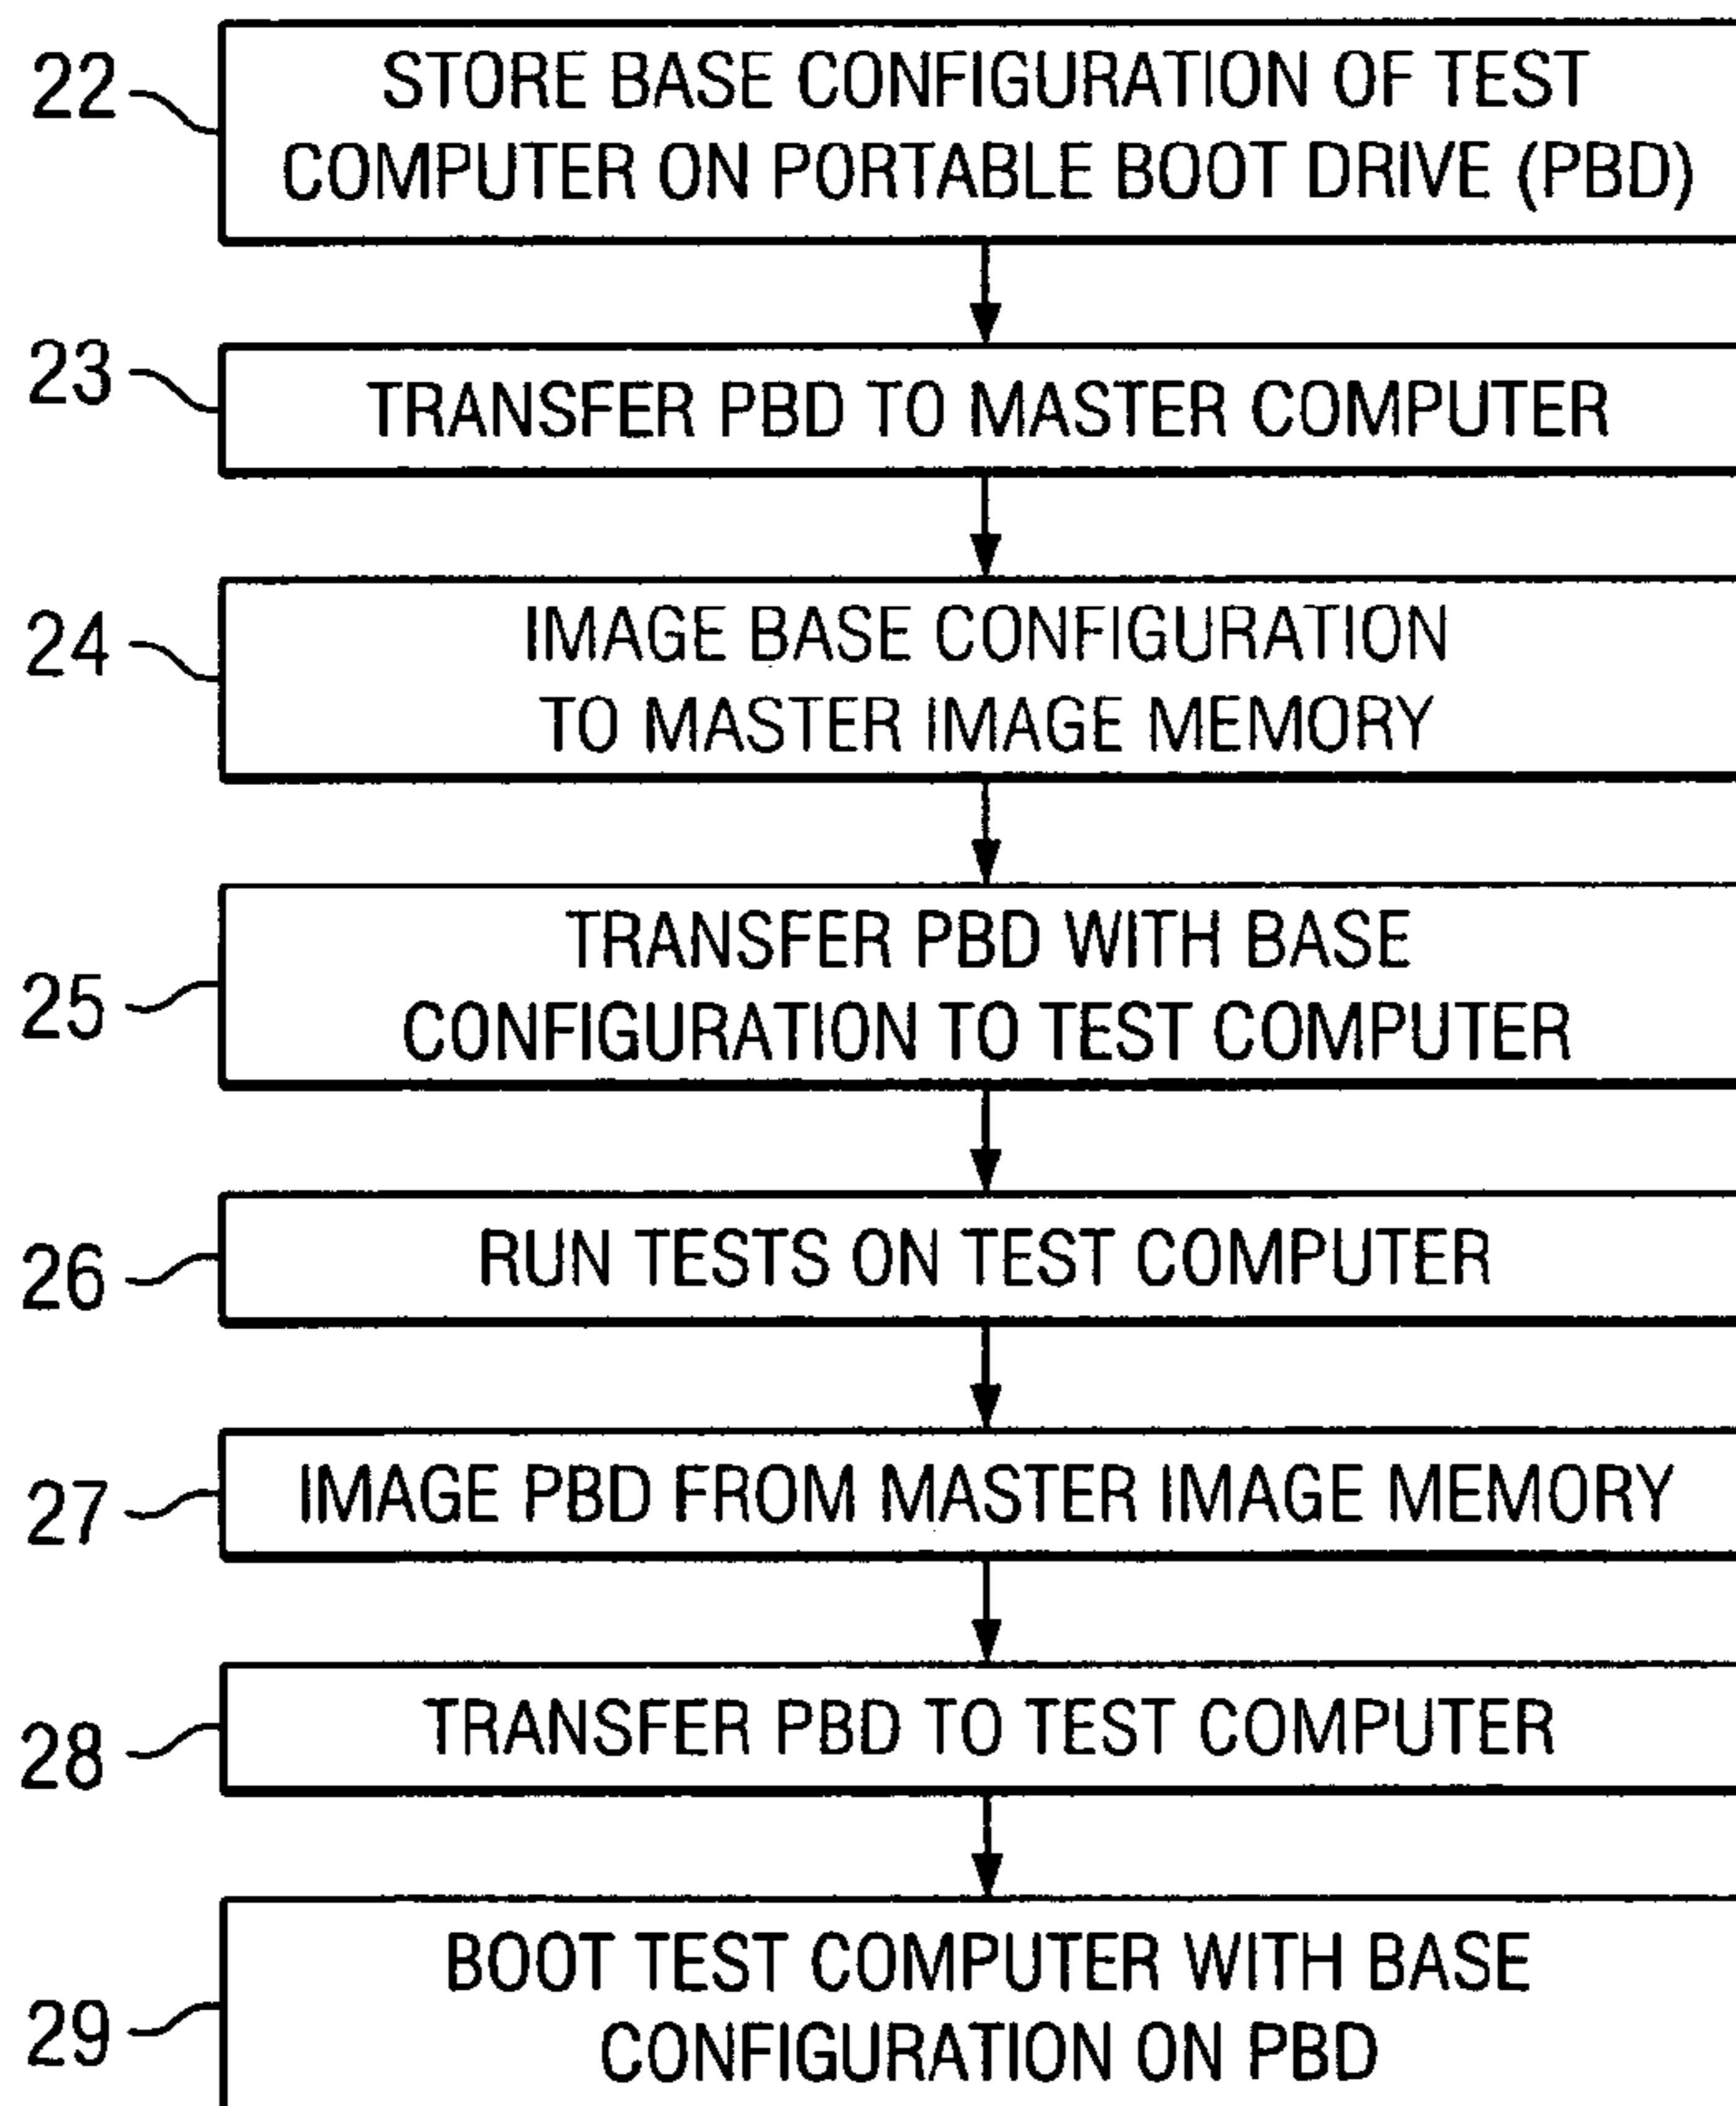 22
STORE BASE CONFIGURATION OF TEST
COMPUTER ON PORTABLE BOOT DRIVE (PBD)
23
TRANSFER PBD TO MASTER COMPUTER
24
IMAGE BASE CONFIGURATION
TO MASTER IMAGE MEMORY
25
TRANSFER PBD WITH BASE
CONFIGURATION TO TEST COMPUTER
26
RUN TESTS ON TEST COMPUTER
27
IMAGE PBD FROM MASTER IMAGE MEMORY
28
TRANSFER PBD TO TEST COMPUTER
29
BOOT TEST COMPUTER WITH BASE
CONFIGURATION ON PBD